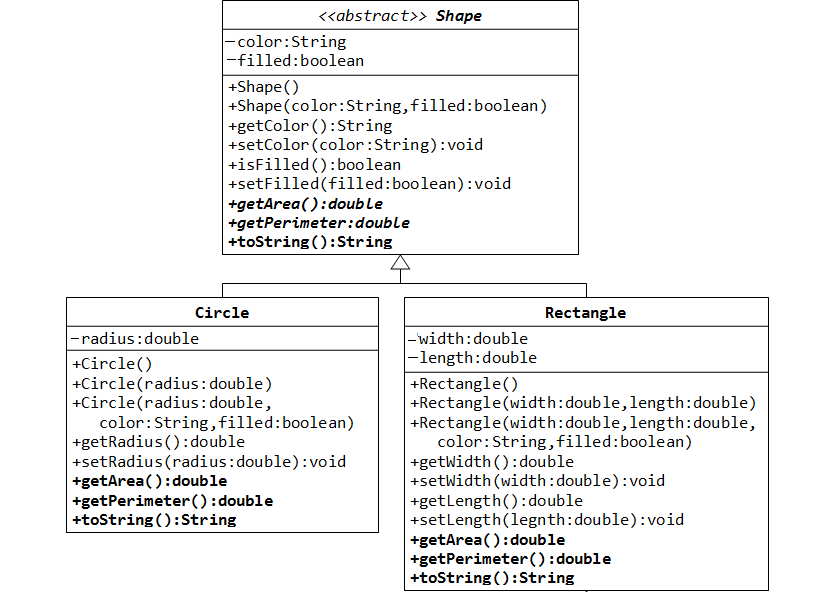 <<abstract>> Shape
-color:String
-filled:boolean
+Shape()
+Shape(color:String,filled:boolean)
+getColor():String
+setColor(color:String):void
+isFilled():boolean
+setFilled(filled:boolean):void
+getArea():double
+getPerimeter:double
+toString():String
Circle
-radius:double
+Circle()
+Circle(radius:double)
+Circle(radius:double,
color:String,filled:boolean)
+getRadius():double
+setRadius(radius:double):void
+getArea():double
+getPerimeter():double
+toString():String
Rectangle
-width:double
-length:double
+Rectangle()
+Rectangle(width:double,length:double)
+Rectangle(width:double,length:double,
color:String,filled:boolean)
+getWidth():double
+setWidth(width:double):void
+getLength():double
+setLength(legnth:double):void
+getArea():double
+getPerimeter():double
+toString():String